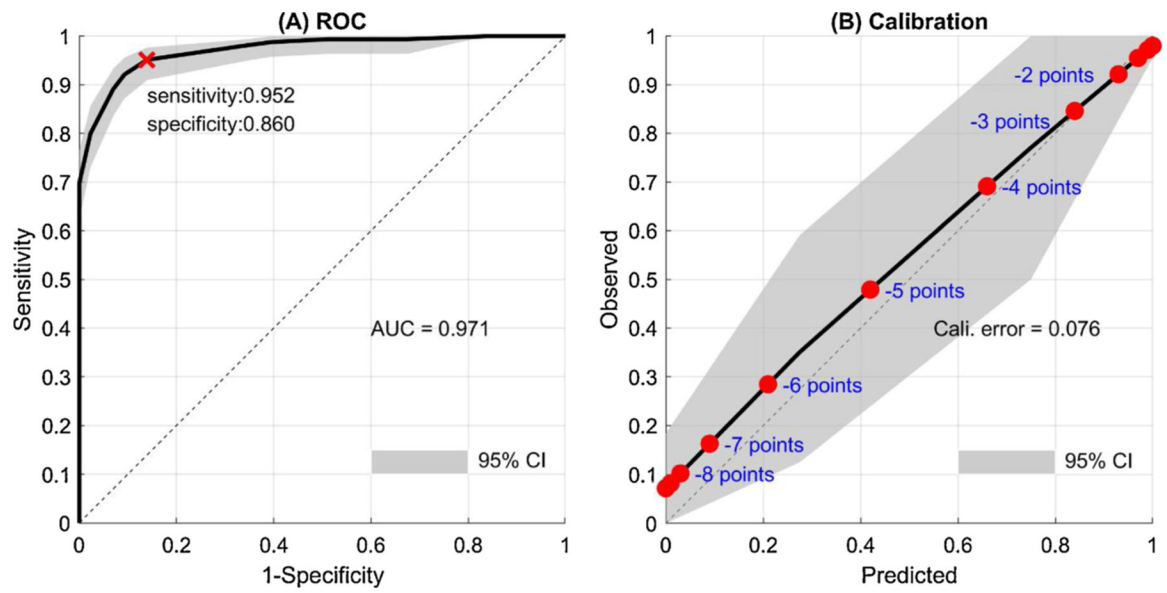 (A) ROC
1
0.9
0.8
0.7
0.6
0.5
0.4
0.3
0.2
0.1
0
Sensitivity
sensitivity:0.952
specificity:0.860
AUC = 0.971
95% CI
0 0.2 0.4 0.6 0.8 1
1-Specificity
(B) Calibration
1
0.9
0.8
0.7
0.6
0.5
0.4
0.3
0.2
0.1
0
Observed
-2 points
-3 points
-4 points
-5 points
Cali. error = 0.076
-6 points
-7 points
-8 points
95% CI
0 0.2 0.4 0.6 0.8 1
Predicted